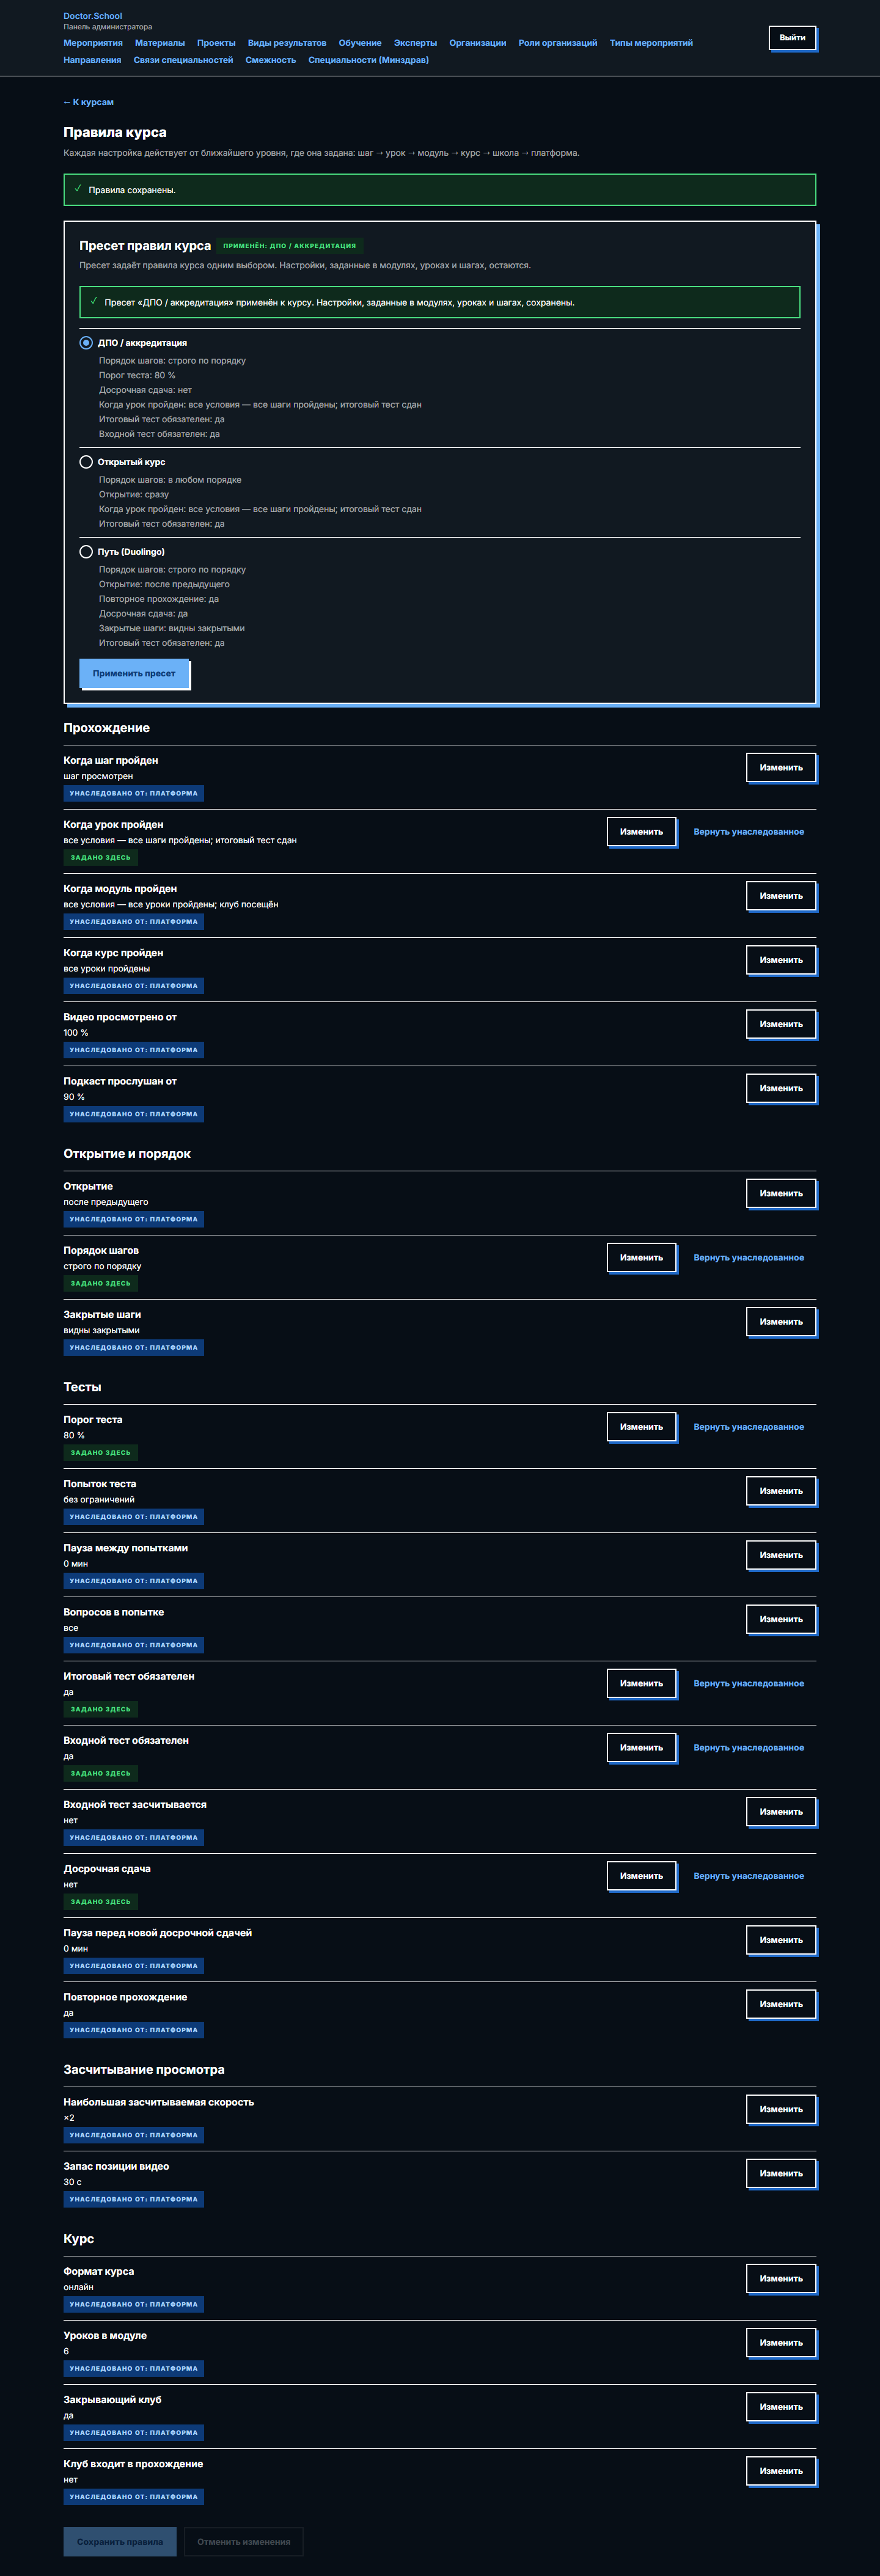 Doctor.School
Панель администратора
Выйти
Мероприятия Материалы Проекты Виды результатов Обучение Эксперты Организации Роли организаций Типы мероприятий
Направления Связи специальностей Смежность Специальности (Минздрав)
← К курсам
Правила курса
Каждая настройка действует от ближайшего уровня, где она задана: шаг → урок → модуль → курс → школа → платформа.
✓ Правила сохранены.
Пресет правил курса ПРИМЕНЁН: ДПО / АККРЕДИТАЦИЯ
Пресет задаёт правила курса одним выбором. Настройки, заданные в модулях, уроках и шагах, остаются.
✓ Пресет «ДПО / аккредитация» применён к курсу. Настройки, заданные в модулях, уроках и шагах, сохранены.
ДПО / аккредитация
Порядок шагов: строго по порядку
Порог теста: 80 %
Досрочная сдача: нет
Когда урок пройден: все условия — все шаги пройдены; итоговый тест сдан
Итоговый тест обязателен: да
Входной тест обязателен: да
Открытый курс
Порядок шагов: в любом порядке
Открытие: сразу
Когда урок пройден: все условия — все шаги пройдены; итоговый тест сдан
Итоговый тест обязателен: да
Путь (Duolingo)
Порядок шагов: строго по порядку
Открытие: после предыдущего
Повторное прохождение: да
Досрочная сдача: да
Закрытые шаги: видны закрытыми
Итоговый тест обязателен: да
Применить пресет
Прохождение
Когда шаг пройден
Изменить
шаг просмотрен
УНАСЛЕДОВАНО ОТ: ПЛАТФОРМА
Когда урок пройден
Изменить Вернуть унаследованное
все условия — все шаги пройдены; итоговый тест сдан
ЗАДАНО ЗДЕСЬ
Когда модуль пройден
Изменить
все условия — все уроки пройдены; клуб посещён
УНАСЛЕДОВАНО ОТ: ПЛАТФОРМА
Когда курс пройден
Изменить
все уроки пройдены
УНАСЛЕДОВАНО ОТ: ПЛАТФОРМА
Видео просмотрено от
Изменить
100 %
УНАСЛЕДОВАНО ОТ: ПЛАТФОРМА
Подкаст прослушан от
Изменить
90 %
УНАСЛЕДОВАНО ОТ: ПЛАТФОРМА
Открытие и порядок
Открытие
Изменить
после предыдущего
УНАСЛЕДОВАНО ОТ: ПЛАТФОРМА
Порядок шагов
Изменить Вернуть унаследованное
строго по порядку
ЗАДАНО ЗДЕСЬ
Закрытые шаги
Изменить
видны закрытыми
УНАСЛЕДОВАНО ОТ: ПЛАТФОРМА
Тесты
Порог теста
Изменить Вернуть унаследованное
80 %
ЗАДАНО ЗДЕСЬ
Попыток теста
Изменить
без ограничений
УНАСЛЕДОВАНО ОТ: ПЛАТФОРМА
Пауза между попытками
Изменить
0 мин
УНАСЛЕДОВАНО ОТ: ПЛАТФОРМА
Вопросов в попытке
Изменить
все
УНАСЛЕДОВАНО ОТ: ПЛАТФОРМА
Итоговый тест обязателен
Изменить Вернуть унаследованное
да
ЗАДАНО ЗДЕСЬ
Входной тест обязателен
Изменить Вернуть унаследованное
да
ЗАДАНО ЗДЕСЬ
Входной тест засчитывается
Изменить
нет
УНАСЛЕДОВАНО ОТ: ПЛАТФОРМА
Досрочная сдача
Изменить Вернуть унаследованное
нет
ЗАДАНО ЗДЕСЬ
Пауза перед новой досрочной сдачей
Изменить
0 мин
УНАСЛЕДОВАНО ОТ: ПЛАТФОРМА
Повторное прохождение
Изменить
да
УНАСЛЕДОВАНО ОТ: ПЛАТФОРМА
Засчитывание просмотра
Наибольшая засчитываемая скорость
Изменить
×2
УНАСЛЕДОВАНО ОТ: ПЛАТФОРМА
Запас позиции видео
Изменить
30 с
УНАСЛЕДОВАНО ОТ: ПЛАТФОРМА
Курс
Формат курса
Изменить
онлайн
УНАСЛЕДОВАНО ОТ: ПЛАТФОРМА
Уроков в модуле
Изменить
6
УНАСЛЕДОВАНО ОТ: ПЛАТФОРМА
Закрывающий клуб
Изменить
да
УНАСЛЕДОВАНО ОТ: ПЛАТФОРМА
Клуб входит в прохождение
Изменить
нет
УНАСЛЕДОВАНО ОТ: ПЛАТФОРМА
Сохранить правила Отменить изменения